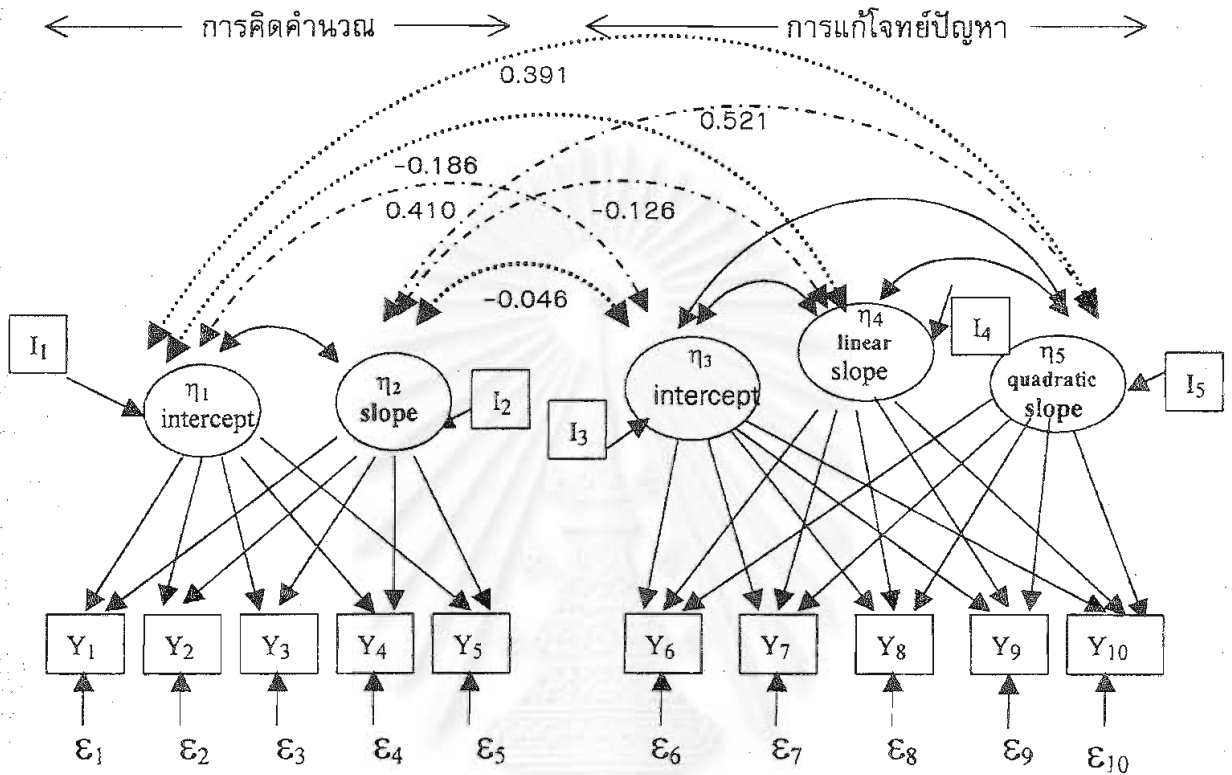 การคิดคำนวณ การแก้โจทย์ปัญหา
0.391
0.521
-0.186
0.410 -0.126
-0.046
I₁ η₁ intercept
η₂ slope
I₂
I₃
η₃ intercept
η₄ linear slope
I₄
η₅ quadratic slope
I₅
Y₁ Y₂ Y₃ Y₄ Y₅ Y₆ Y₇ Y₈ Y₉ Y₁₀
ε₁ ε₂ ε₃ ε₄ ε₅ ε₆ ε₇ ε₈ ε₉ ε₁₀